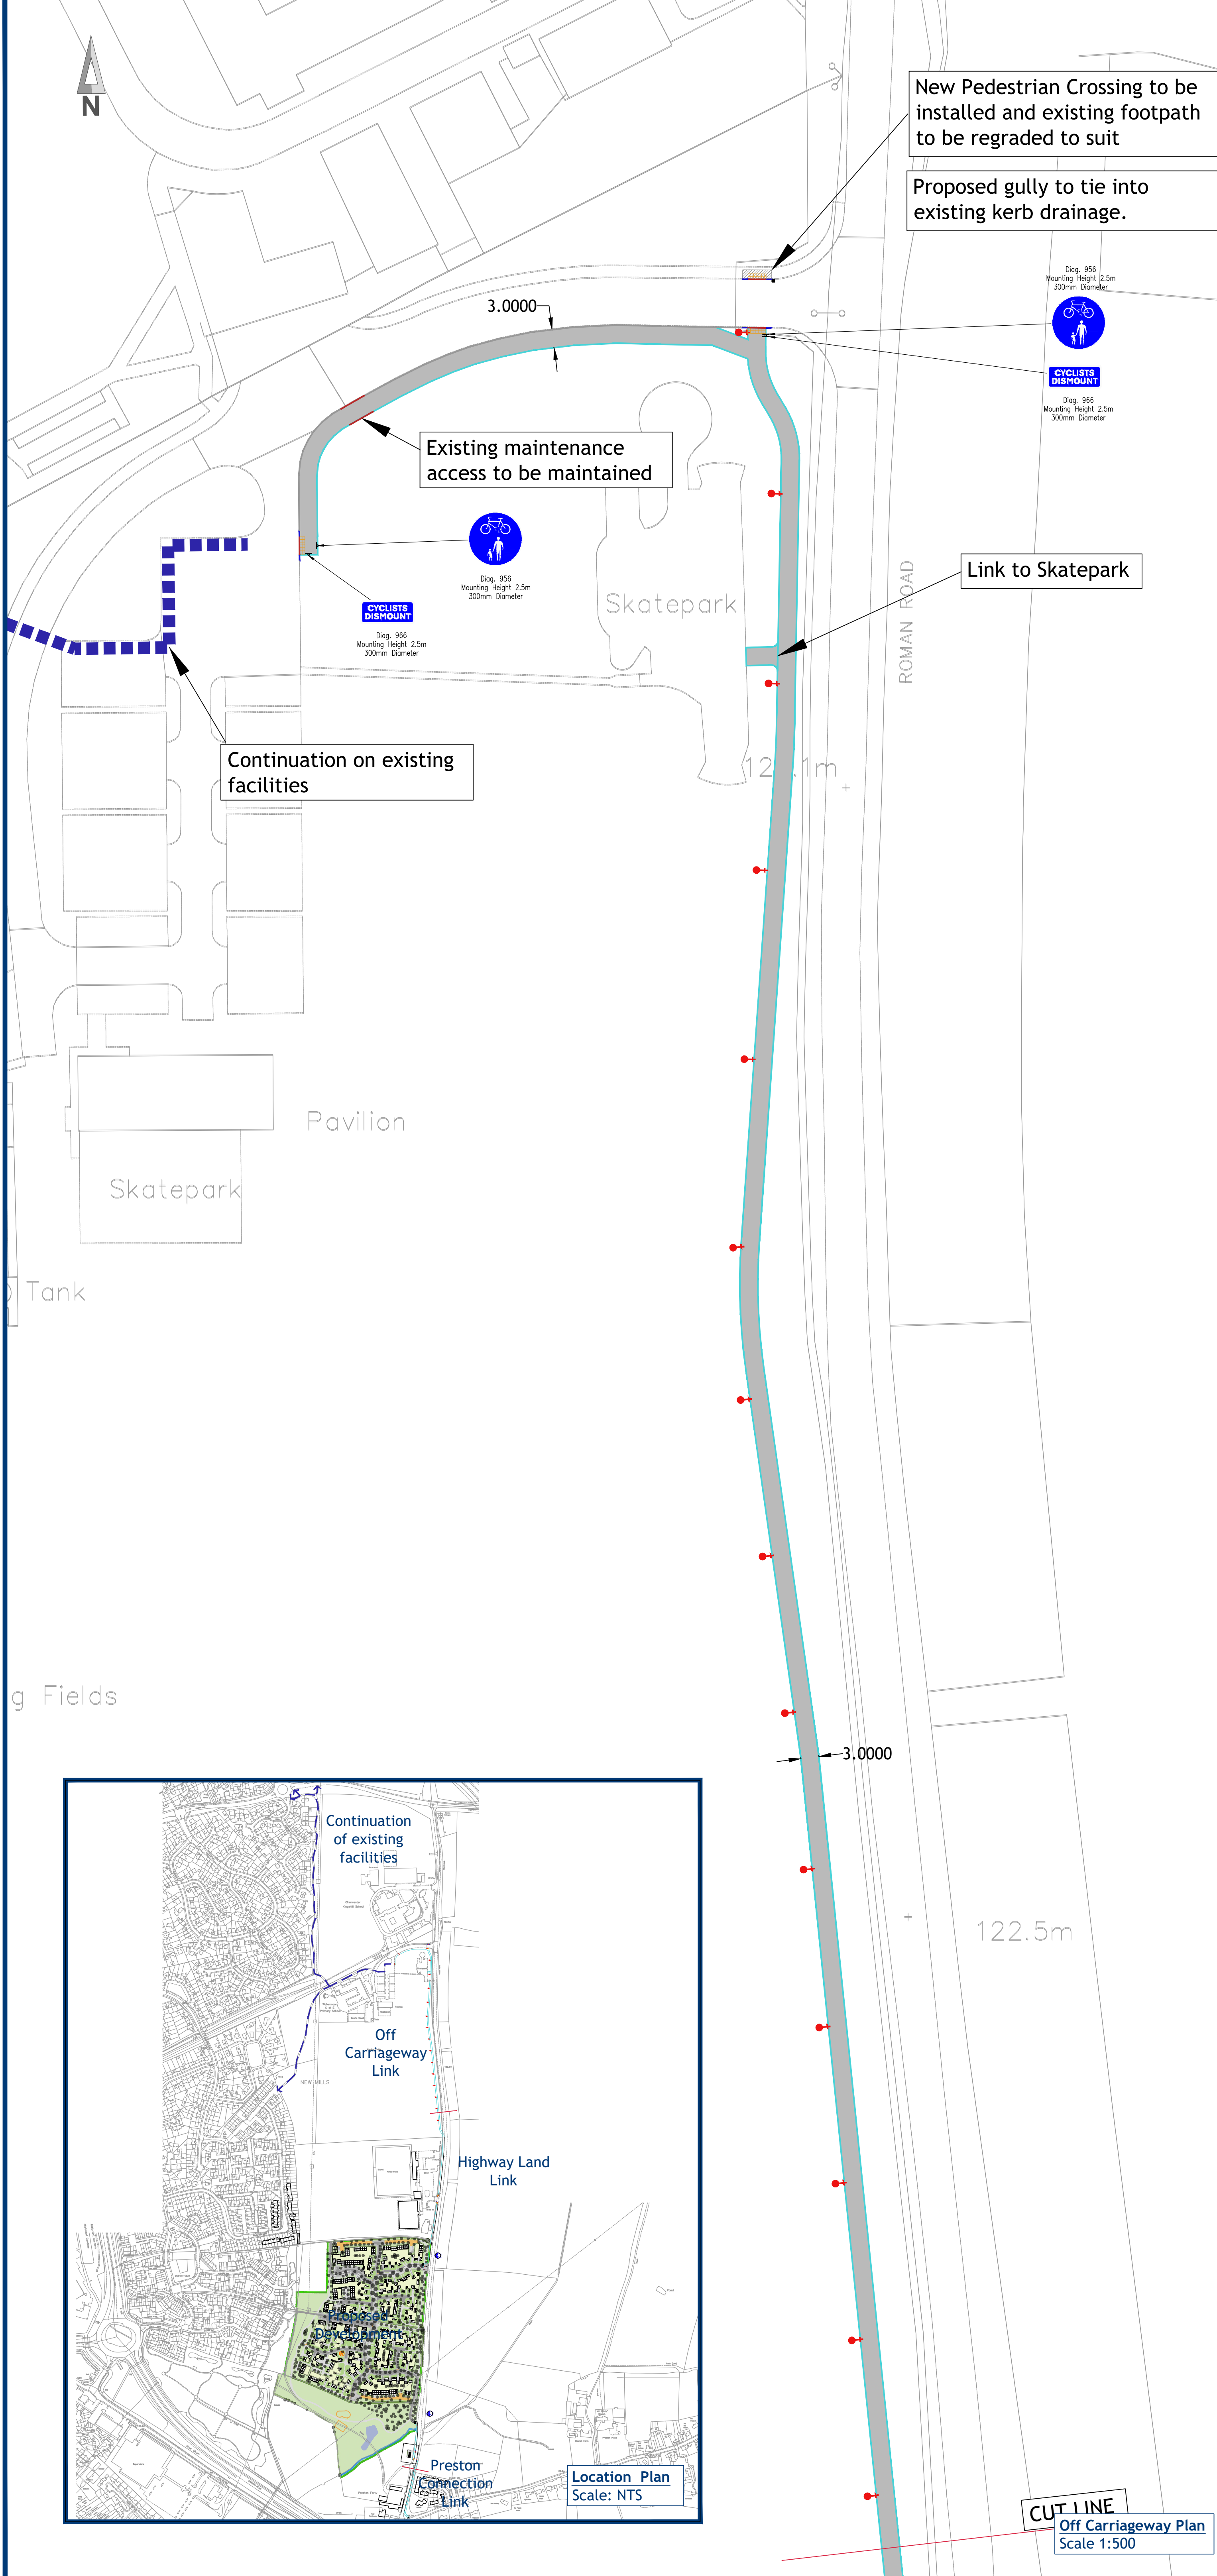 N
New Pedestrian Crossing to be
installed and existing footpath
to be regraded to suit
Proposed gully to tie into
existing kerb drainage.
Diag. 956
Mounting Height 2.5m
300mm Diameter
CYCLISTS
DISMOUNT
Diag. 966
Mounting Height 2.5m
300mm Diameter
3.0000
Existing maintenance
access to be maintained
Diag. 956
Mounting Height 2.5m
300mm Diameter
CYCLISTS
DISMOUNT
Diag. 966
Mounting Height 2.5m
300mm Diameter
Skatepark
Link to Skatepark
ROMAN ROAD
Continuation on existing
facilities
Pavilion
Skatepark
Tank
g Fields
3.0000
122.5m
Continuation
of existing
facilities
Off
Carriageway
Link
NEW MILLS
Highway Land
Link
Proposed
Development
Preston
Connection
Link
Location Plan
Scale: NTS
CUT LINE
Off Carriageway Plan
Scale 1:500